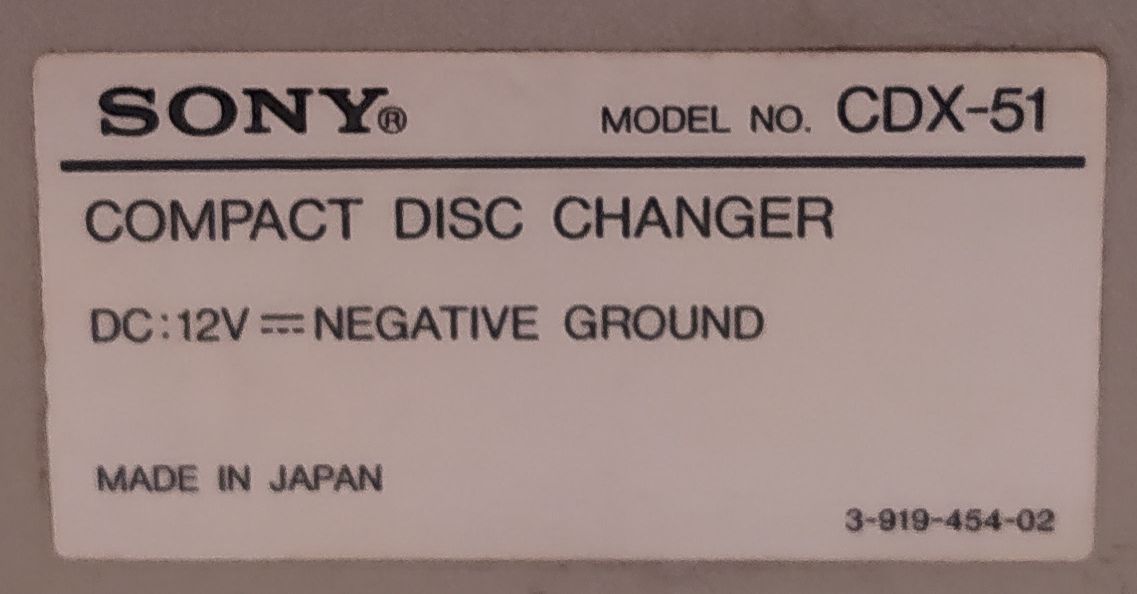 SONY® MODEL NO. CDX-51
COMPACT DISC CHANGER
DC:12V ⎓ NEGATIVE GROUND
MADE IN JAPAN
3-919-454-02